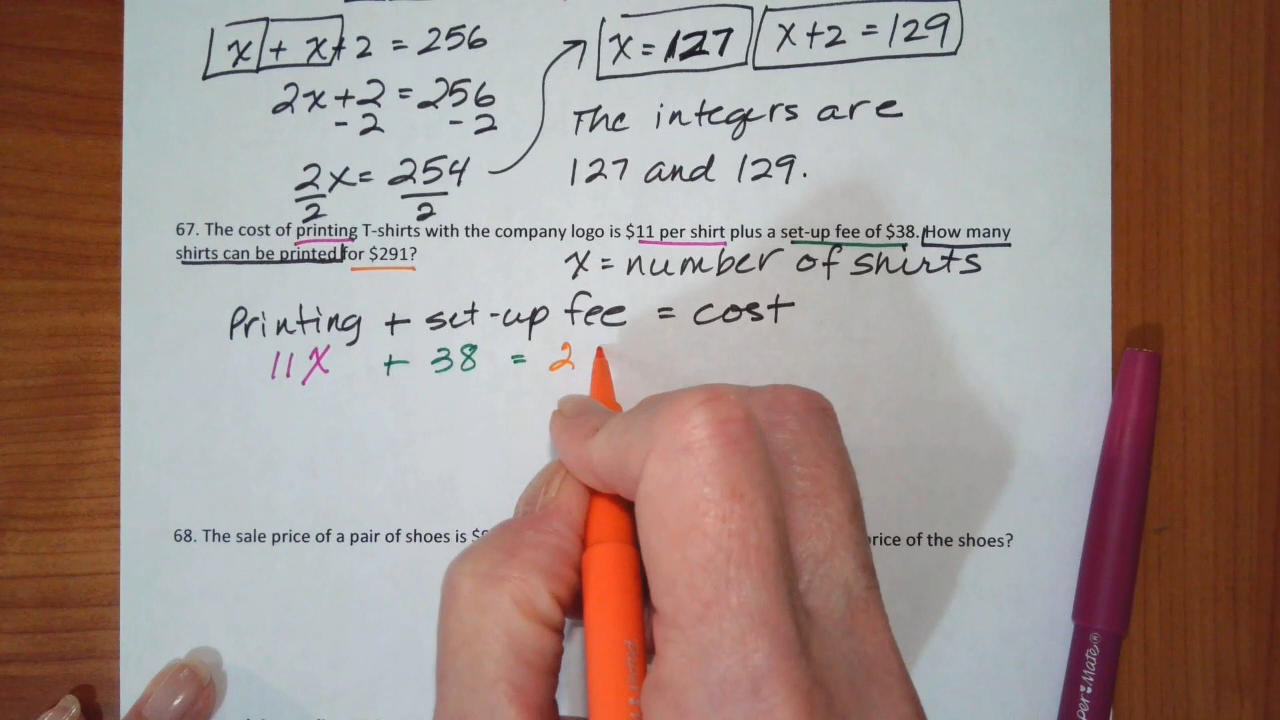 x + x + 2 = 256
2x + 2 = 256
- 2 - 2
2x = 254
2 2
x = 127 x + 2 = 129
The integers are
127 and 129.
67. The cost of printing T-shirts with the company logo is $11 per shirt plus a set-up fee of $38. How many
shirts can be printed for $291?
x = number of shirts
Printing + set-up fee = cost
11x + 38 = 2
68. The sale price of a pair of shoes is $ rice of the shoes?
Mate®